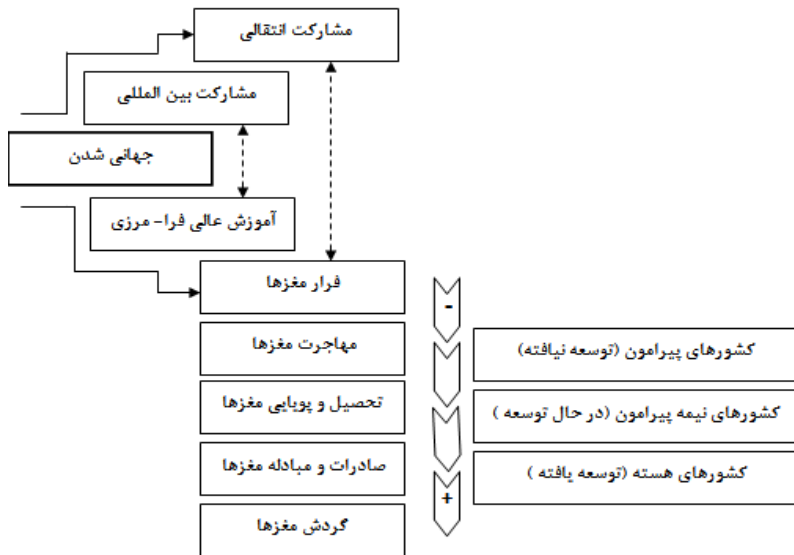 مشارکت انتقالی
مشارکت بین المللی
جهانی شدن
آموزش عالی فرا- مرزی
فرار مغزها
-
مهاجرت مغزها
کشورهای پیرامون (توسعه نیافته)
تحصیل و پویایی مغزها
کشورهای نیمه پیرامون (در حال توسعه )
صادرات و مبادله مغزها
کشورهای هسته (توسعه یافته )
+
گردش مغزها